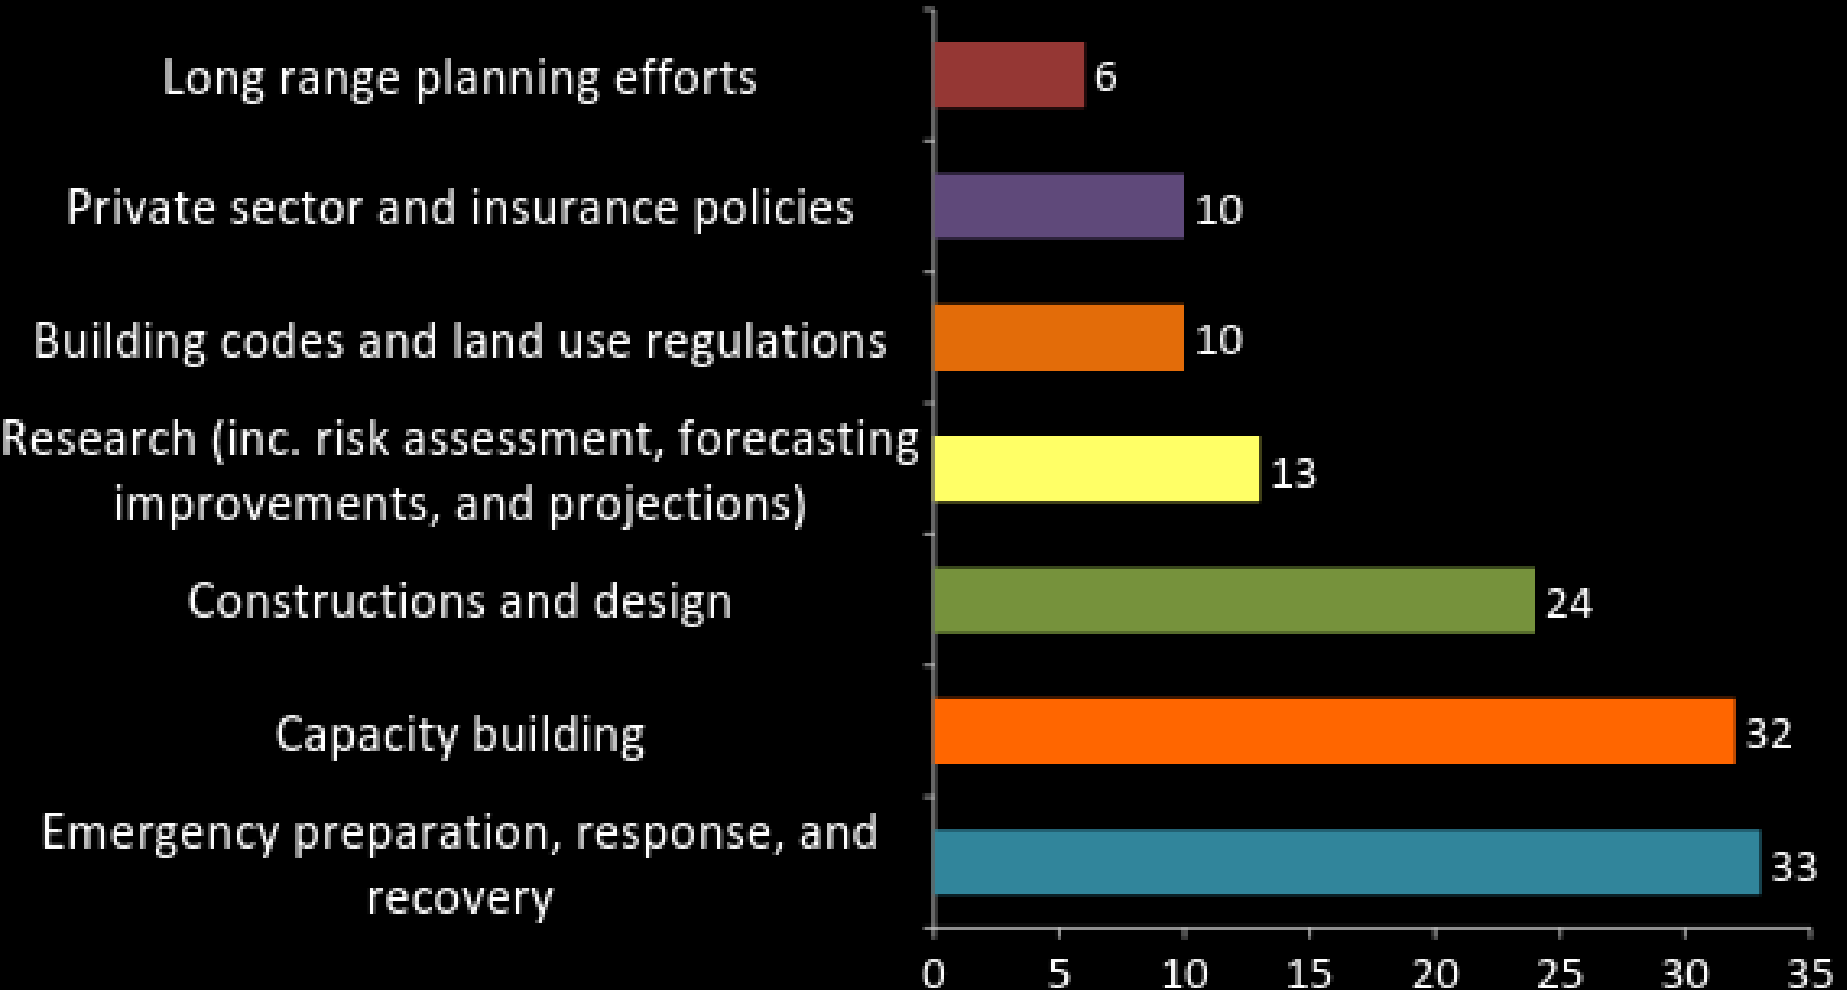 Long range planning efforts
6
Private sector and insurance policies
10
Building codes and land use regulations
10
Research (inc. risk assessment, forecasting
improvements, and projections)
13
Constructions and design
24
Capacity building
32
Emergency preparation, response, and
recovery
33
0 5 10 15 20 25 30 35